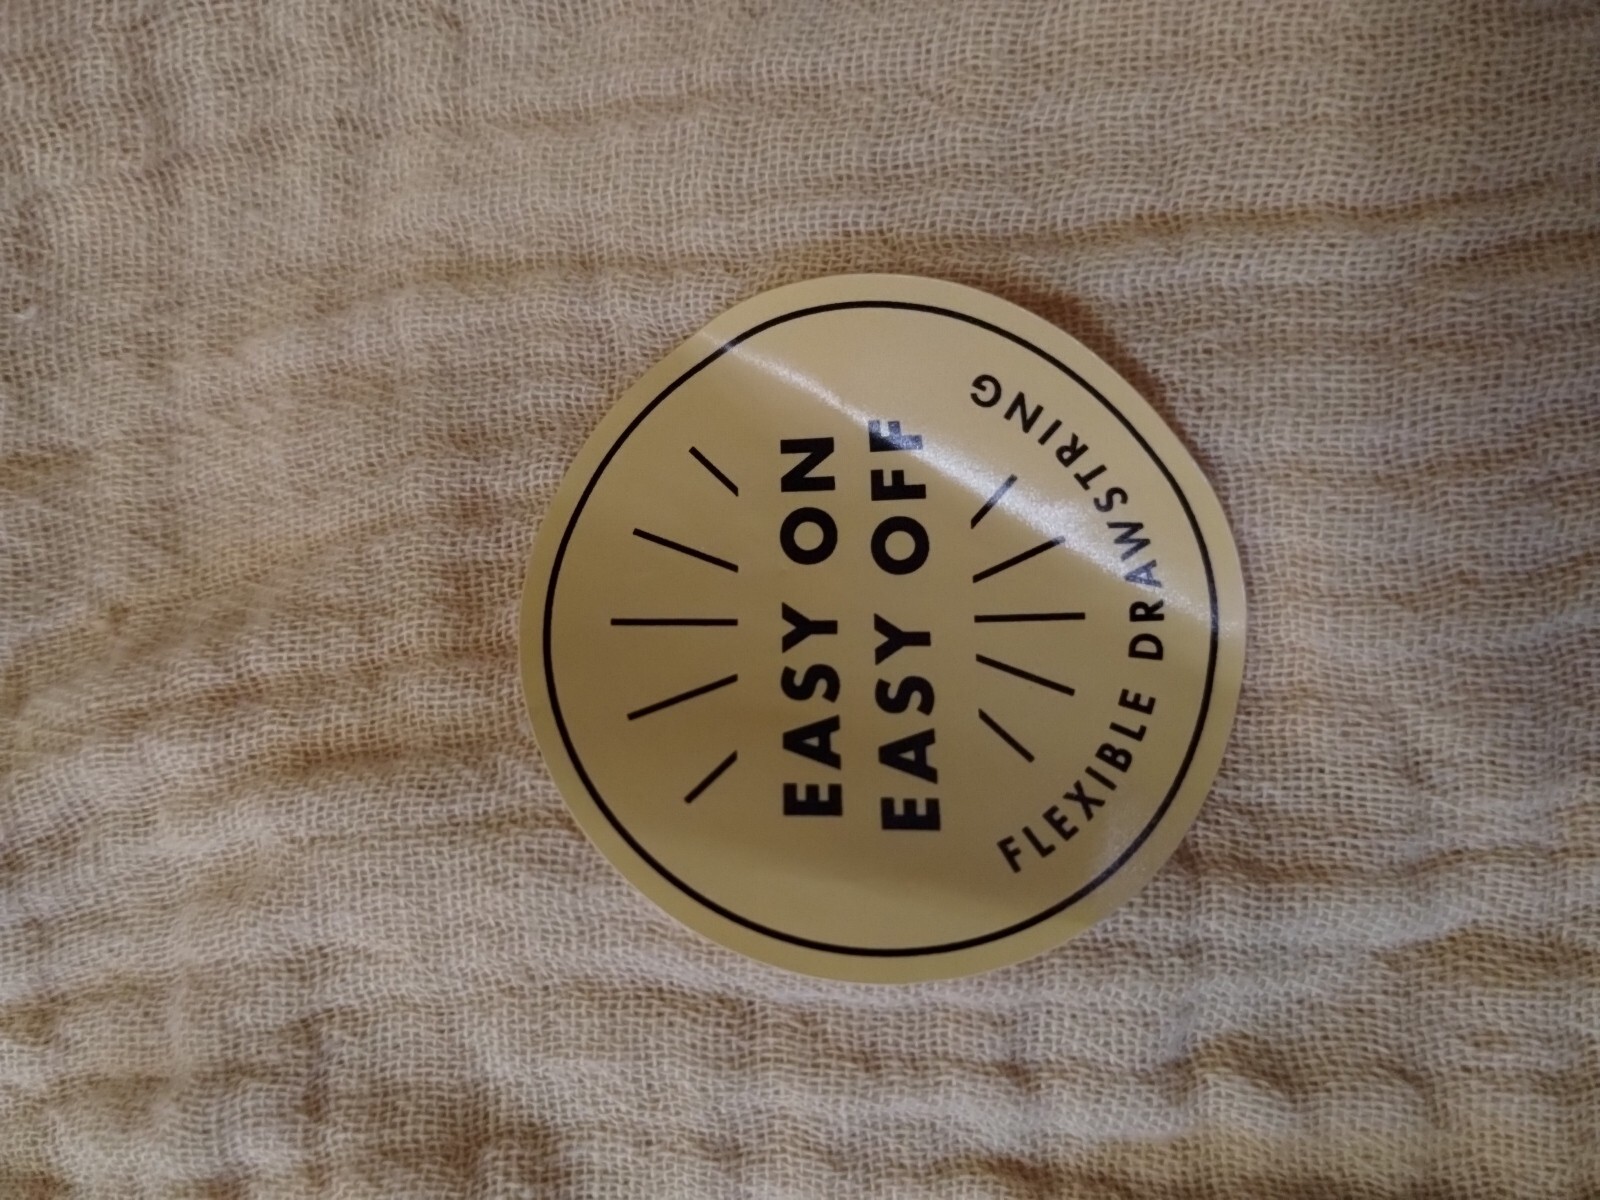 EASY ON
EASY OFF
FLEXIBLE DRAWSTRING